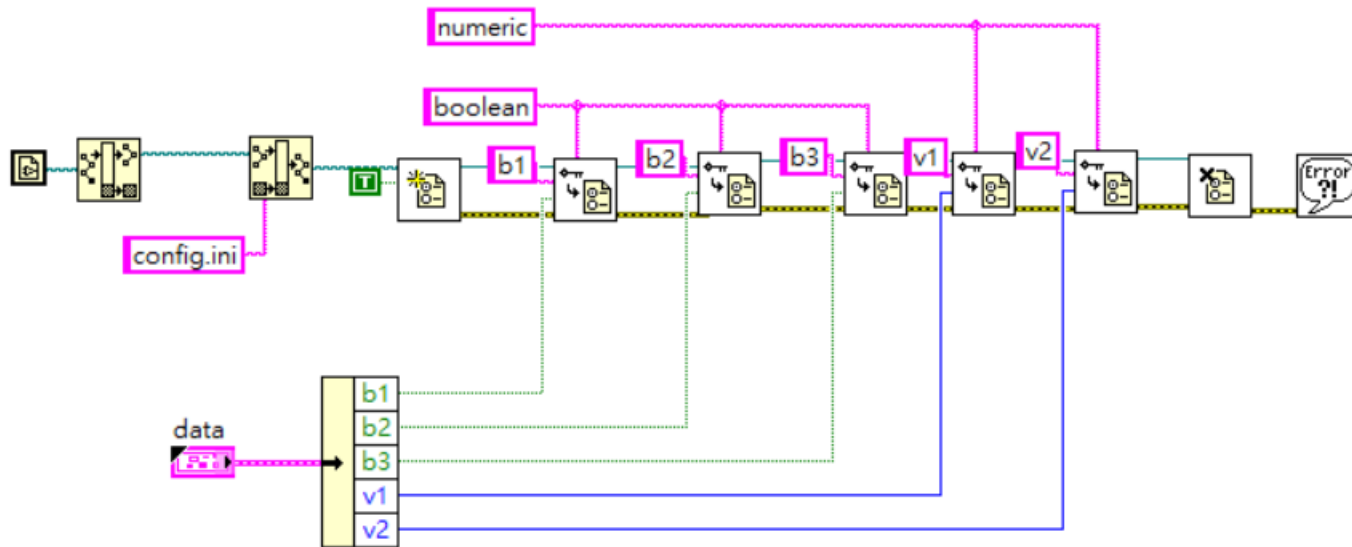 numeric
boolean
b1
b2
b3
v1
v2
T
Error
?!
config.ini
data
b1
b2
b3
v1
v2